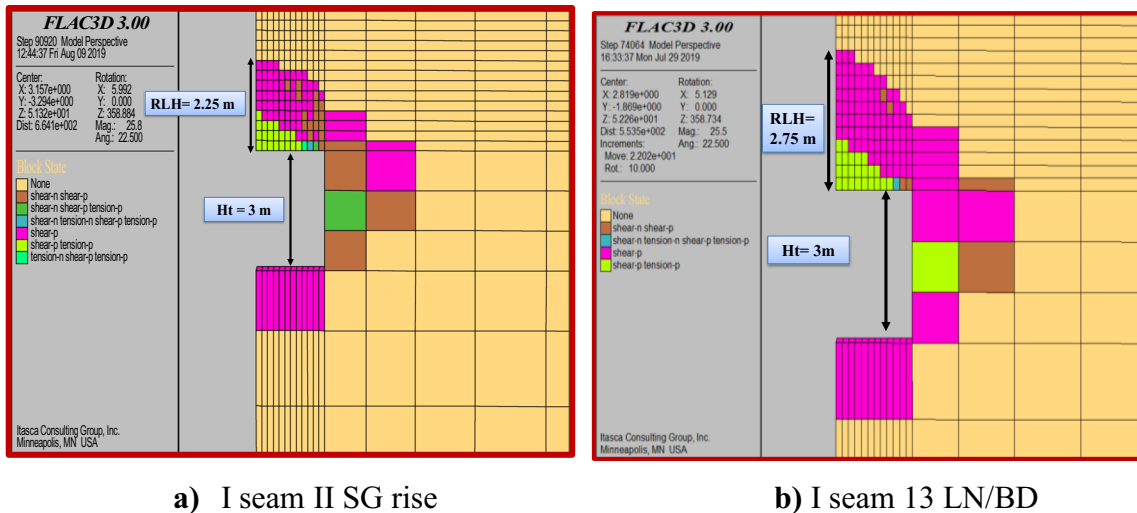 FLAC3D 3.00
Step 90920 Model Perspective
12:44:37 Fri Aug 09 2019
Center:
X: 3.157e+000
Y: -3.294e+000
Z: 5.132e+001
Dist: 6.641e+002
Rotation:
X: 5.992
Y: 0.000
Z: 358.884
Mag.: 25.8
Ang.: 22.500
Block State
None
shear-n shear-p
shear-n shear-p tension-p
shear-n tension-n shear-p tension-p
shear-p
shear-p tension-p
tension-n shear-p tension-p
Itasca Consulting Group, Inc.
Minneapolis, MN USA
RLH= 2.25 m
Ht = 3 m
a) I seam II SG rise
FLAC3D 3.00
Step 74064 Model Perspective
16:33:37 Mon Jul 29 2019
Center:
X: 2.819e+000
Y: -1.869e+000
Z: 5.226e+001
Dist: 5.535e+002
Rotation:
X: 5.129
Y: 0.000
Z: 358.734
Mag.: 25.5
Ang.: 22.500
Increments:
Move: 2.202e+001
Rot.: 10.000
Block State
None
shear-n shear-p
shear-n tension-n shear-p tension-p
shear-p
shear-p tension-p
Itasca Consulting Group, Inc.
Minneapolis, MN USA
RLH=
2.75 m
Ht= 3m
b) I seam 13 LN/BD